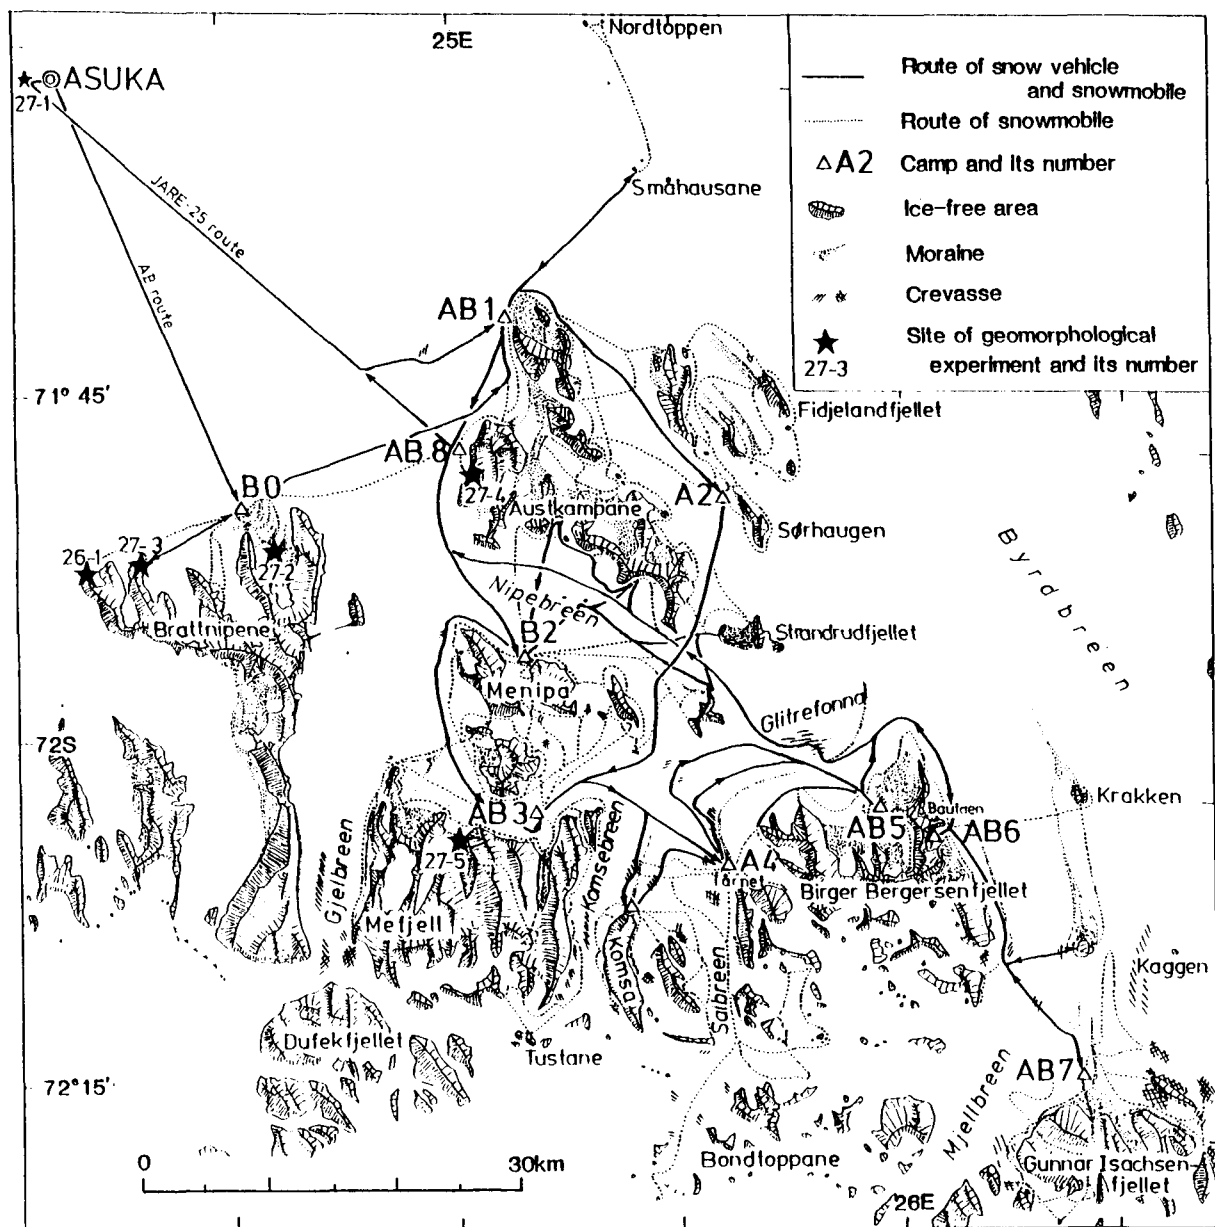 Nordtoppen
25E
ASUKA
27-1
Route of snow vehicle
and snowmobile
Route of snowmobile
A2 Camp and its number
Ice-free area
Moraine
Crevasse
Site of geomorphological
27-3 experiment and its number
Småhausane
JARE-25 route
AB route
AB1
71° 45′
Fidjelandfjellet
AB8
B0
27-4
A2
Austkampane
Sørhaugen
26-1
27-3
27-2
Byrdbreen
Nipebreen
Brattnipene
B2
Strandrudfjellet
Menipa
Glitrefonna
72S
Krakken
AB3
AB5
Bautaen
AB6
27-5
A4
Tårnet
Birger Bergersenfjellet
Gjelbreen
Komsebreen
Mefjell
Komsa
Salbreen
Kaggen
Dufekfjellet
Tustane
AB7
72° 15′
Mjellbreen
Bondtoppane
Gunnar Isachsen-
fjellet
0 30km
26E